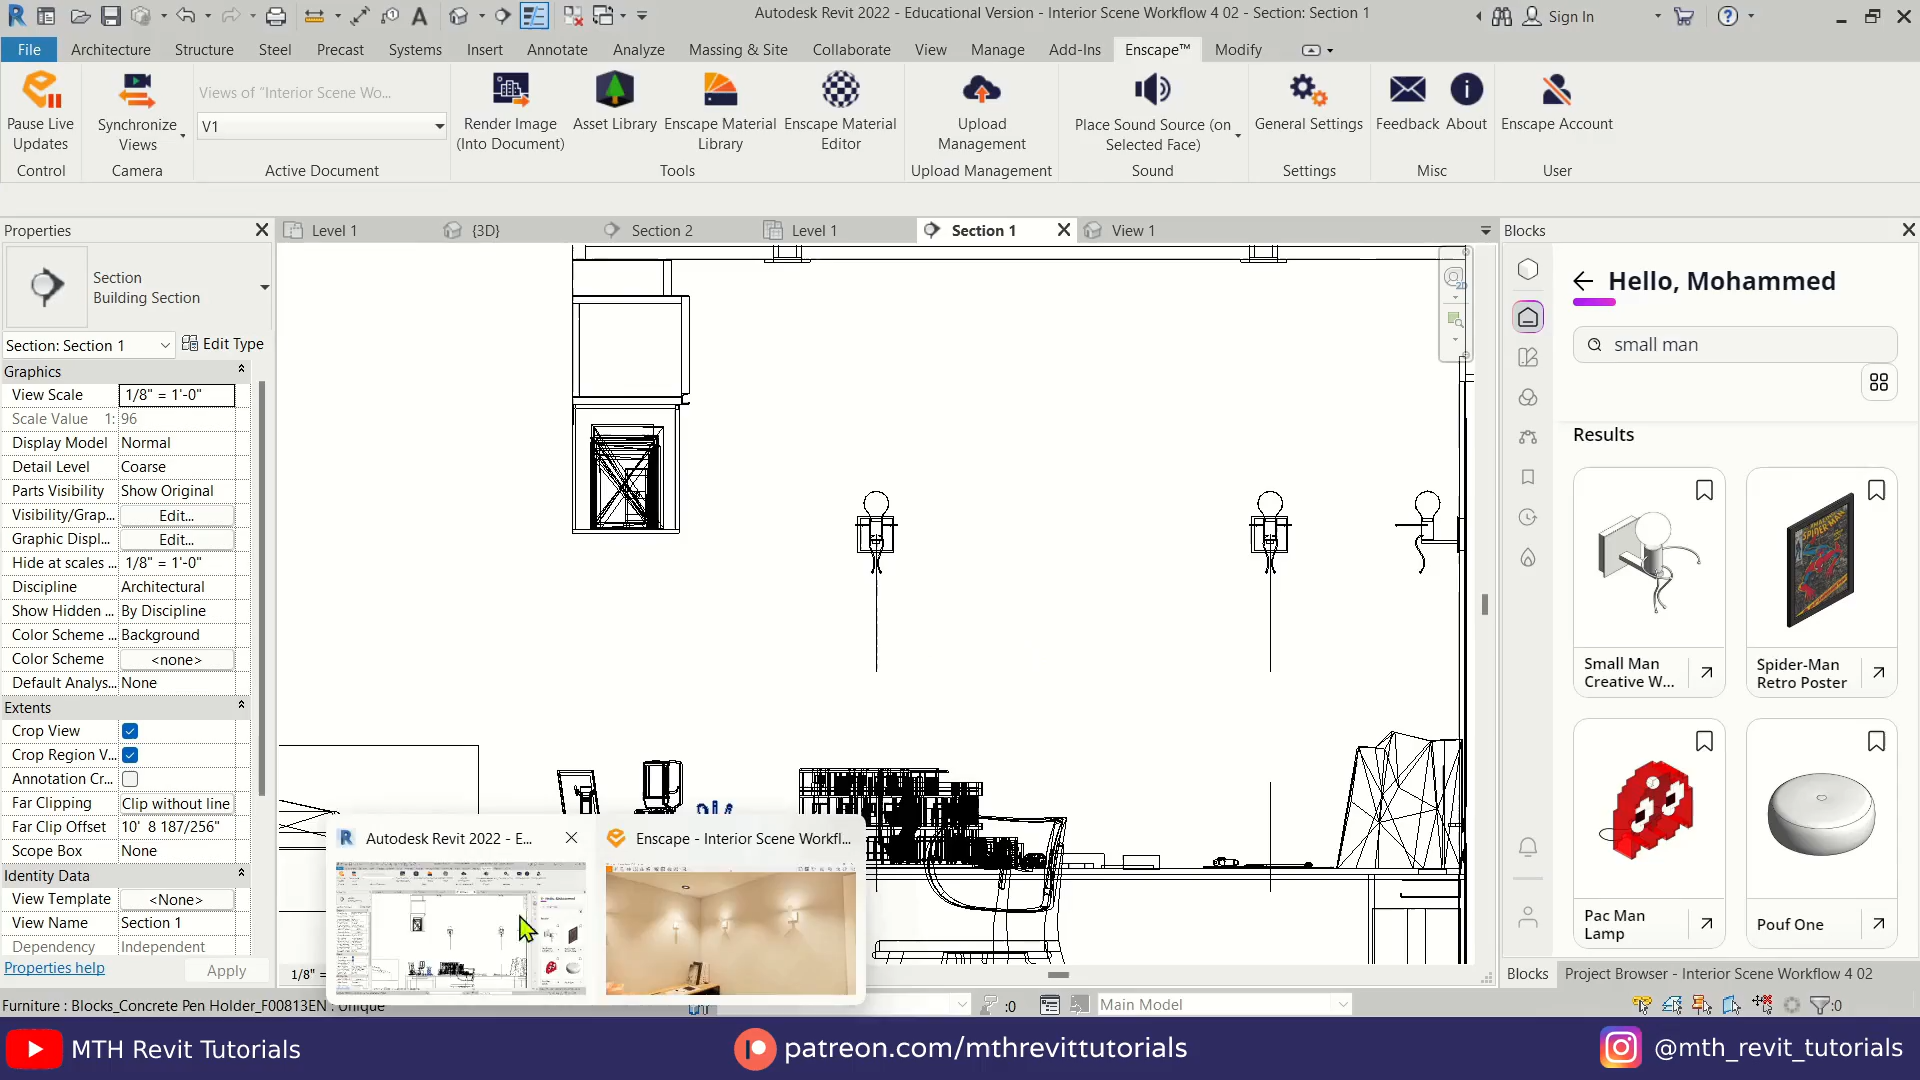 Autodesk Revit 2022 - Educational Version - Interior Scene Workflow 4 02 - Section: Section 1
Sign In
File Architecture Structure Steel Precast Systems Insert Annotate Analyze Massing & Site Collaborate View Manage Add-Ins Enscape™ Modify
Pause Live Updates
Synchronize Views
Views of "Interior Scene Wo...
V1
Render Image (Into Document)
Asset Library
Enscape Material Library
Enscape Material Editor
Upload Management
Place Sound Source (on Selected Face)
General Settings
Feedback
About
Enscape Account
Control Camera Active Document Tools Upload Management Sound Settings Misc User
Properties
Level 1 {3D} Section 2 Level 1 Section 1 View 1
Blocks
Section
Building Section
Section: Section 1
Edit Type
Graphics
View Scale 1/8" = 1'-0"
Scale Value 1: 96
Display Model Normal
Detail Level Coarse
Parts Visibility Show Original
Visibility/Grap... Edit...
Graphic Displ... Edit...
Hide at scales ... 1/8" = 1'-0"
Discipline Architectural
Show Hidden ... By Discipline
Color Scheme ... Background
Color Scheme <none>
Default Analys... None
Extents
Crop View
Crop Region V...
Annotation Cr...
Far Clipping Clip without line
Far Clip Offset 10' 8 187/256"
Scope Box None
Identity Data
View Template <None>
View Name Section 1
Dependency Independent
Properties help
Apply
2D
1/8" =
Autodesk Revit 2022 - E...
Enscape - Interior Scene Workfl...
Hello, Mohammed
small man
Results
Small Man
Creative W...
Spider-Man
Retro Poster
Pac Man
Lamp
Pouf One
Blocks Project Browser - Interior Scene Workflow 4 02
Furniture : Blocks_Concrete Pen Holder_F00813EN : Unique
:0
Main Model
:0
MTH Revit Tutorials
patreon.com/mthrevittutorials
@mth_revit_tutorials